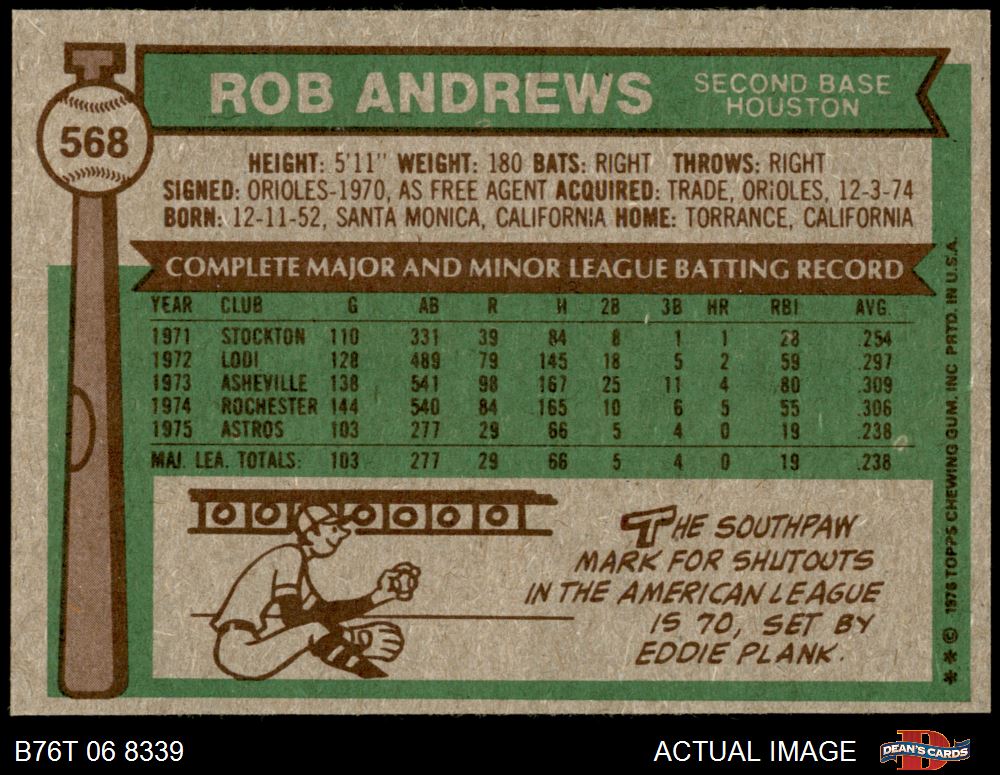 568
ROB ANDREWS
SECOND BASE
HOUSTON
HEIGHT: 5'11" WEIGHT: 180 BATS: RIGHT THROWS: RIGHT
SIGNED: ORIOLES-1970, AS FREE AGENT ACQUIRED: TRADE, ORIOLES, 12-3-74
BORN: 12-11-52, SANTA MONICA, CALIFORNIA HOME: TORRANCE, CALIFORNIA
COMPLETE MAJOR AND MINOR LEAGUE BATTING RECORD
YEAR CLUB G AB R H 2B 3B HR RBI AVG.
1971 STOCKTON 110 331 39 84 8 1 1 28 .254
1972 LODI 128 489 79 145 18 5 2 59 .297
1973 ASHEVILLE 138 541 98 167 25 11 4 80 .309
1974 ROCHESTER 144 540 84 165 10 6 5 55 .306
1975 ASTROS 103 277 29 66 5 4 0 19 .238
MAJ. LEA. TOTALS: 103 277 29 66 5 4 0 19 .238
0 0 0 0 0 0 0
THE SOUTHPAW
MARK FOR SHUTOUTS
IN THE AMERICAN LEAGUE
IS 70, SET BY
EDDIE PLANK.
* * © 1976 TOPPS CHEWING GUM, INC PRTD. IN U.S.A.
B76T 06 8339
ACTUAL IMAGE
DEAN'S CARDS